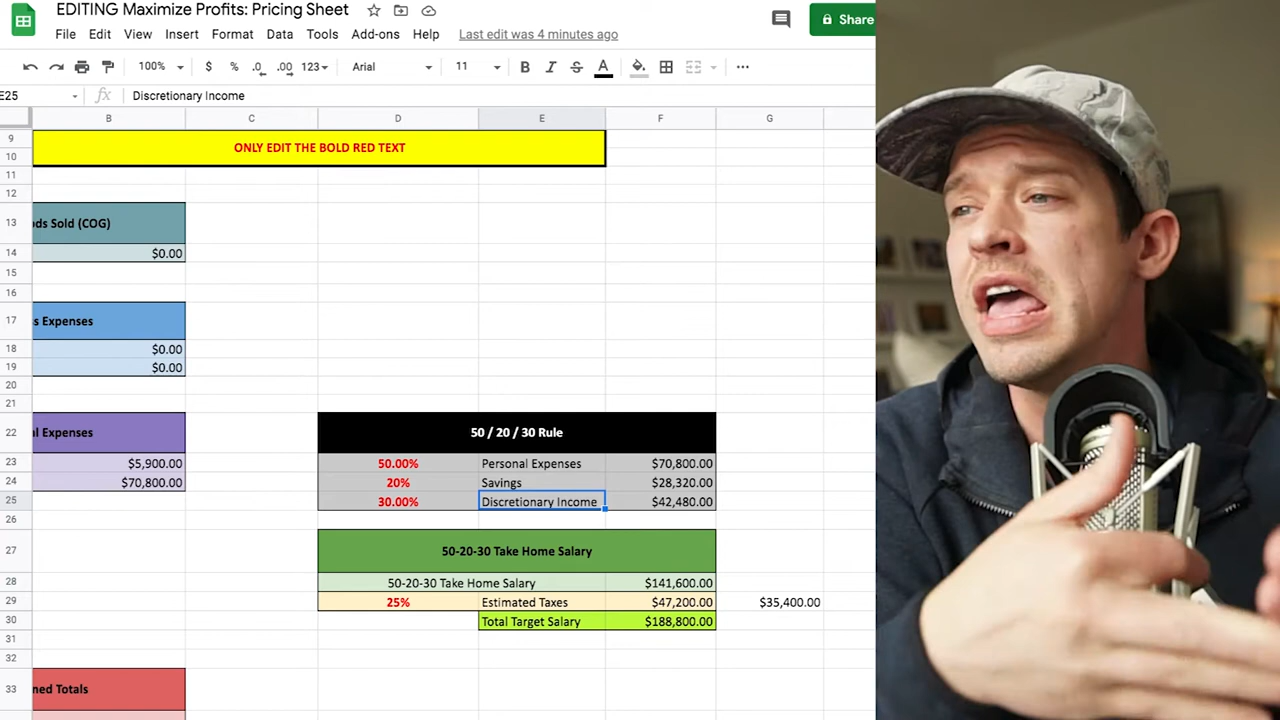 EDITING Maximize Profits: Pricing Sheet
File Edit View Insert Format Data Tools Add-ons Help Last edit was 4 minutes ago
Share
100% $ % .0 .00 123 Arial 11 B I S A
E25 fx Discretionary Income
B C D E F G
9
ONLY EDIT THE BOLD RED TEXT
10
11
12
13 ds Sold (COG)
14 $0.00
15
16
17 s Expenses
18 $0.00
19 $0.00
20
21
22 l Expenses 50 / 20 / 30 Rule
23 $5,900.00 50.00% Personal Expenses $70,800.00
24 $70,800.00 20% Savings $28,320.00
25 30.00% Discretionary Income $42,480.00
26
27 50-20-30 Take Home Salary
28 50-20-30 Take Home Salary $141,600.00
29 25% Estimated Taxes $47,200.00 $35,400.00
30 Total Target Salary $188,800.00
31
32
33 ned Totals